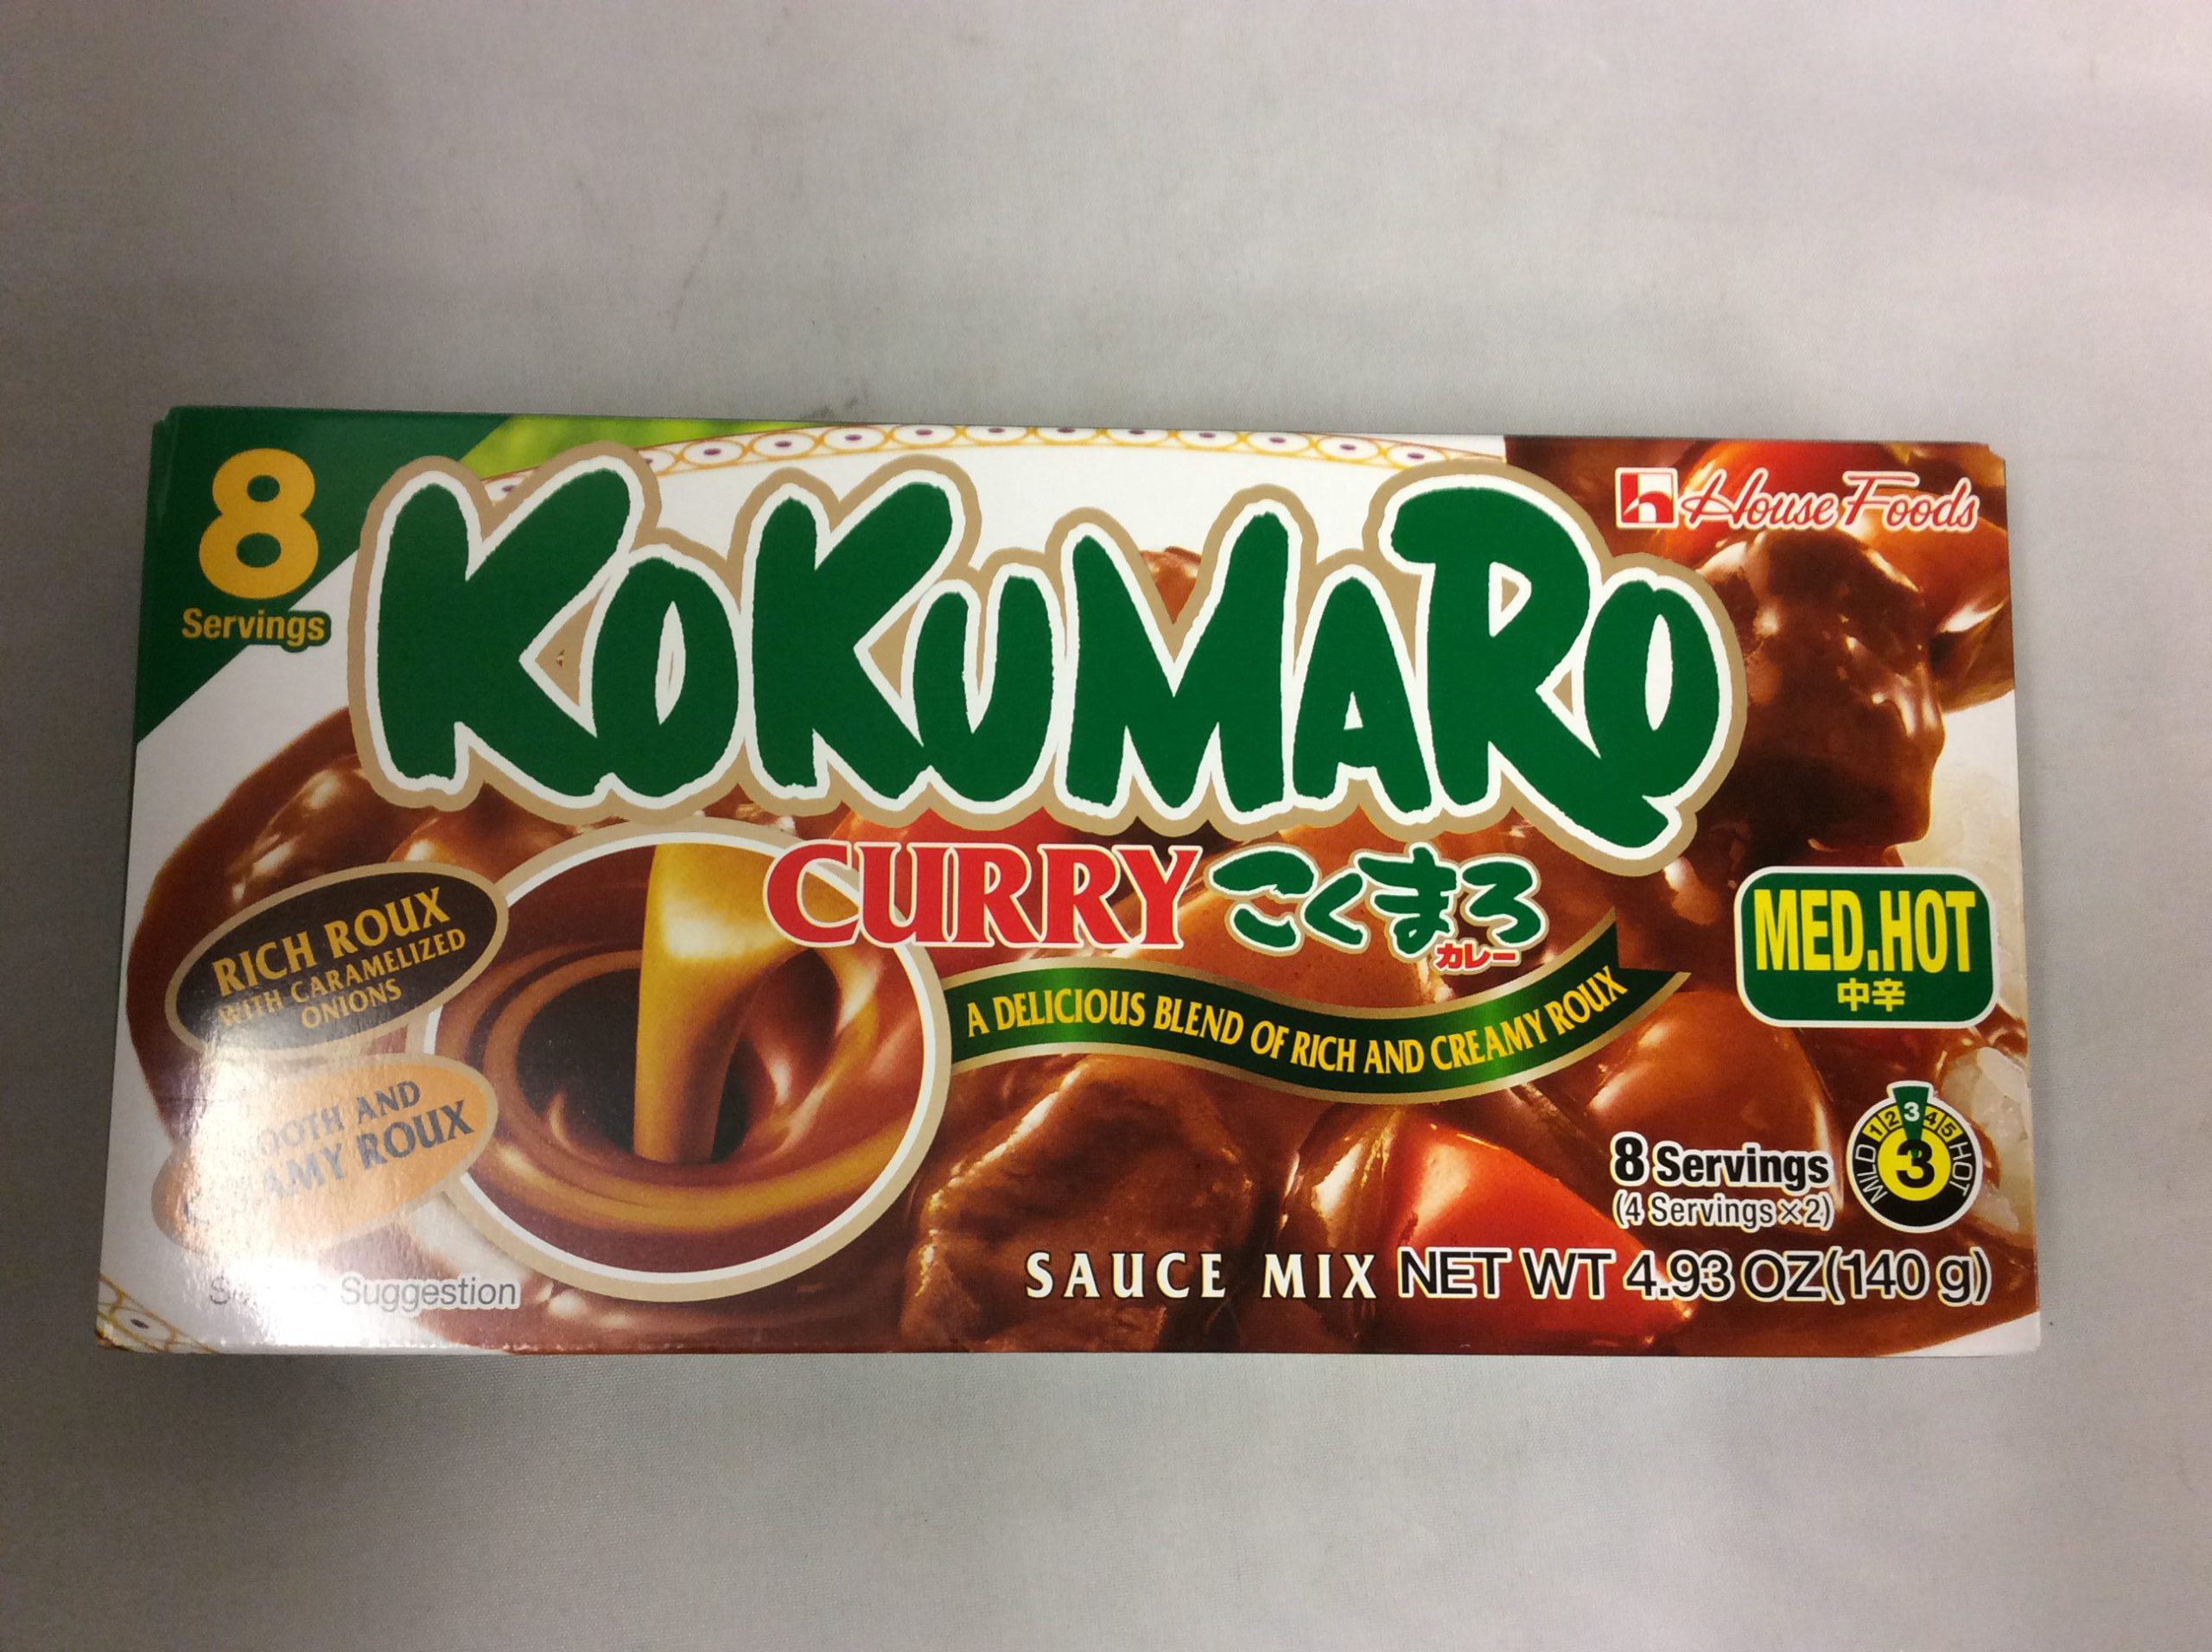 8
Servings
KOKUMARO
House Foods
CURRY こくまろ
カレー
RICH ROUX
WITH CARAMELIZED
ONIONS
A DELICIOUS BLEND OF RICH AND CREAMY ROUX
MED.HOT
中辛
AND
ROUX
8 Servings
(4 Servings×2)
MILD 1 2 3 4 5 HOT
3
Suggestion
SAUCE MIX NET WT 4.93 OZ(140 g)